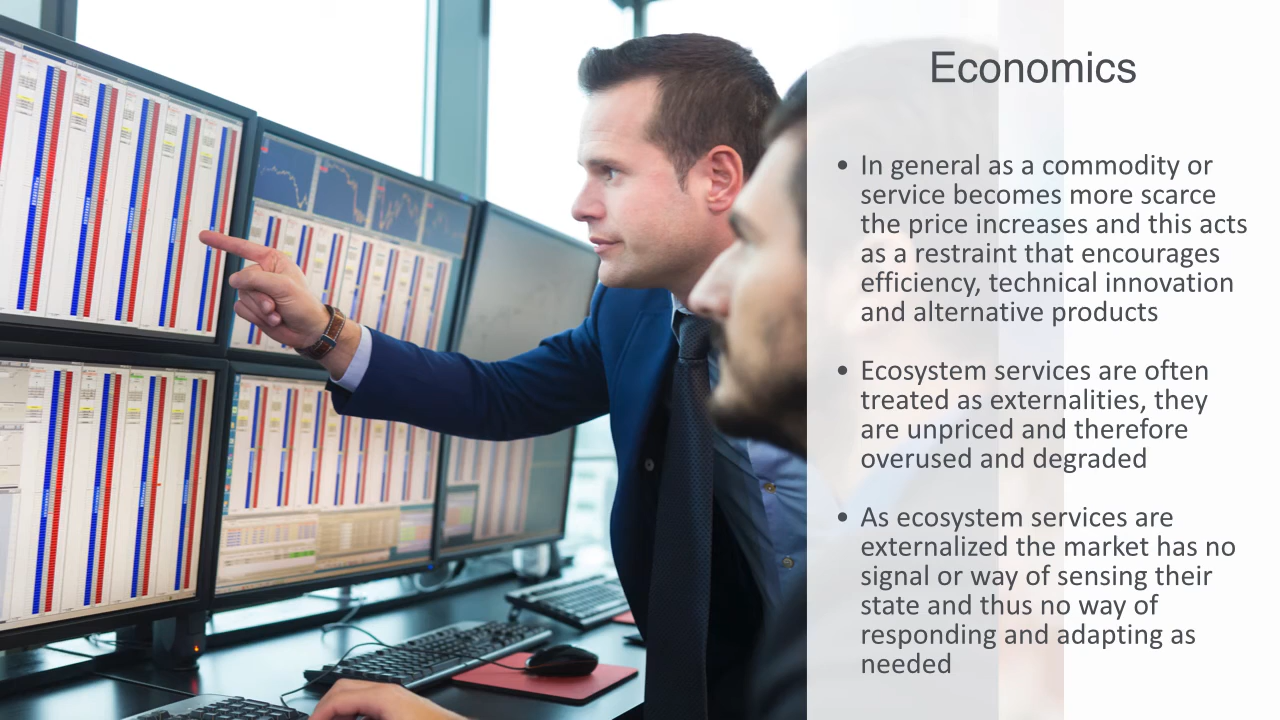 Economics
• In general as a commodity or
service becomes more scarce
the price increases and this acts
as a restraint that encourages
efficiency, technical innovation
and alternative products
• Ecosystem services are often
treated as externalities, they
are unpriced and therefore
overused and degraded
• As ecosystem services are
externalized the market has no
signal or way of sensing their
state and thus no way of
responding and adapting as
needed